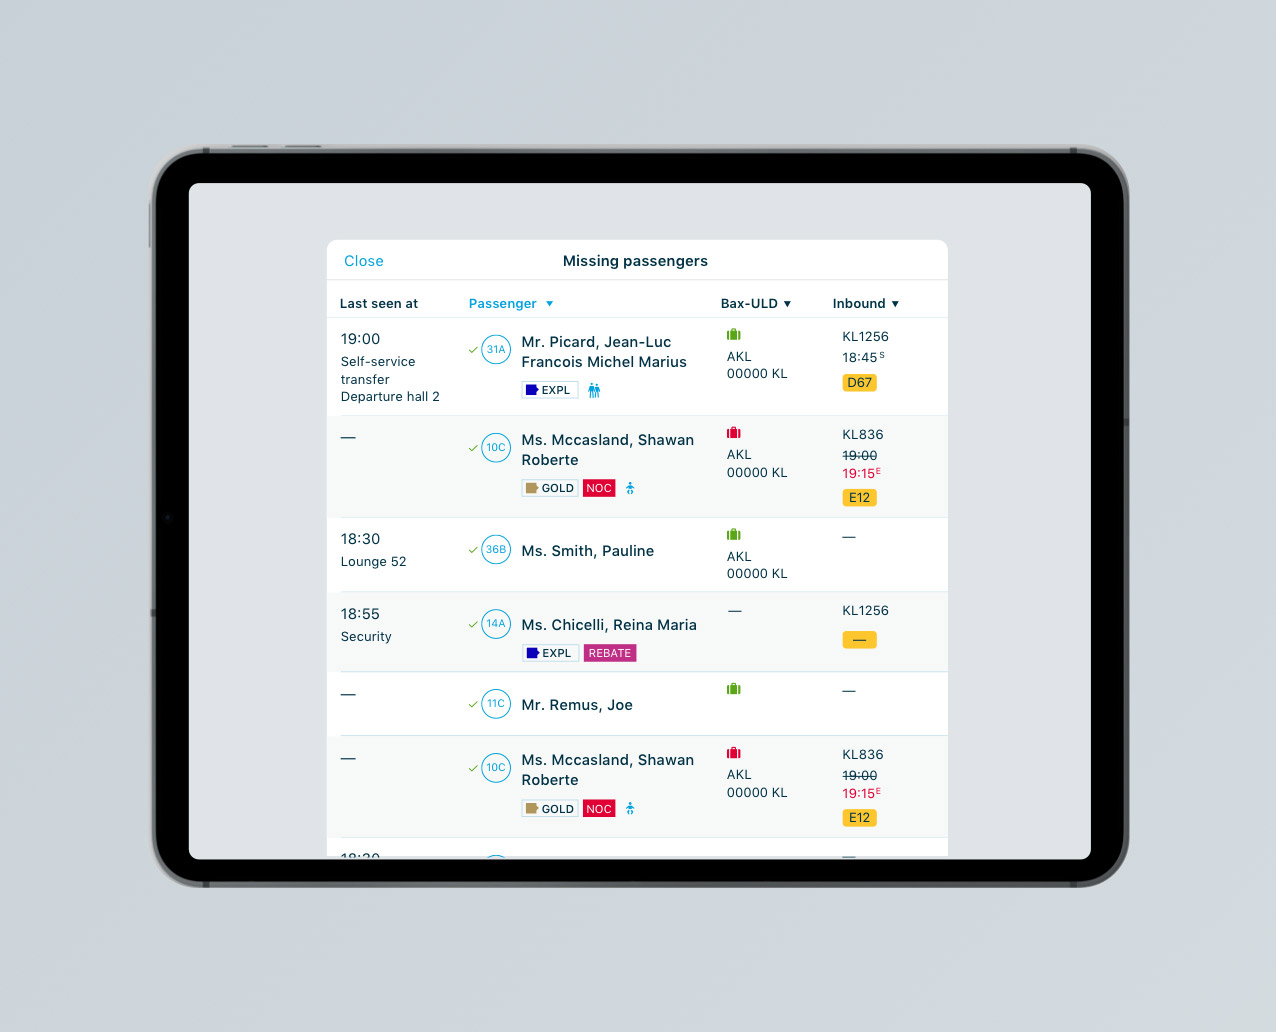 Close
Missing passengers
Last seen at
Passenger ▼
Bax-ULD ▼
Inbound ▼
19:00
Self-service
transfer
Departure hall 2
31A
Mr. Picard, Jean-Luc
Francois Michel Marius
EXPL
AKL
00000 KL
KL1256
18:45 S
D67
—
10C
Ms. Mccasland, Shawan
Roberte
GOLD
NOC
AKL
00000 KL
KL836
19:00
19:15 E
E12
18:30
Lounge 52
36B
Ms. Smith, Pauline
AKL
00000 KL
—
18:55
Security
14A
Ms. Chicelli, Reina Maria
EXPL
REBATE
—
KL1256
—
—
11C
Mr. Remus, Joe
—
—
10C
Ms. Mccasland, Shawan
Roberte
GOLD
NOC
AKL
00000 KL
KL836
19:00
19:15 E
E12
—